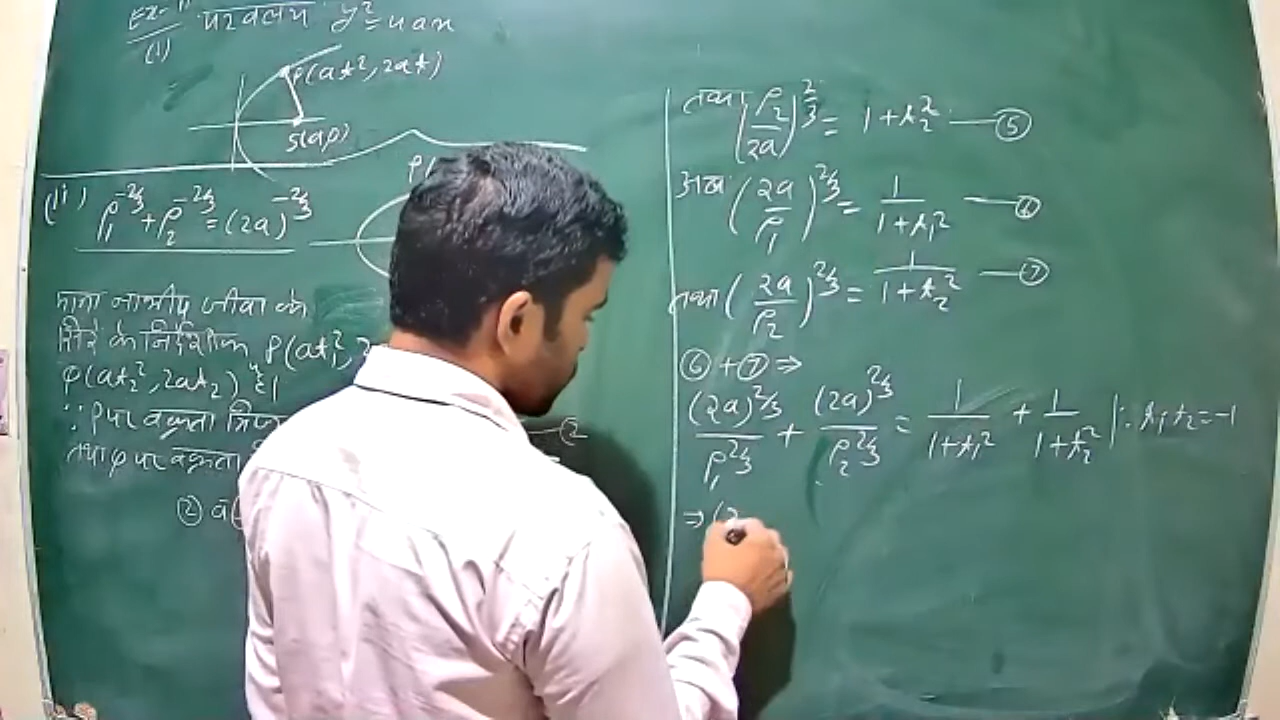 Ex-1
(i) परवलय y²=4ax
P(at², 2at)
S(a,0)
(ii) ρ₁^-2/3 + ρ₂^-2/3 = (2a)^-2/3
P(
माना नाभीय जीवा के
सिरे के निर्देशांक P(at₁², 2
φ(at₂², 2at₂) है।
∵ P पर वक्रता त्रिज्य
②
तथा φ पर वक्रता
②
तथा (ρ₂/2a)^2/3 = 1+t₂² — ⑤
अब (2a/ρ₁)^2/3 = 1/1+t₁² — ⑥
तथा (2a/ρ₂)^2/3 = 1/1+t₂² — ⑦
⑥ + ⑦ ⇒
(2a)^2/3/ρ₁^2/3 + (2a)^2/3/ρ₂^2/3 = 1/1+t₁² + 1/1+t₂² |∵ t₁t₂=-1
⇒ (2